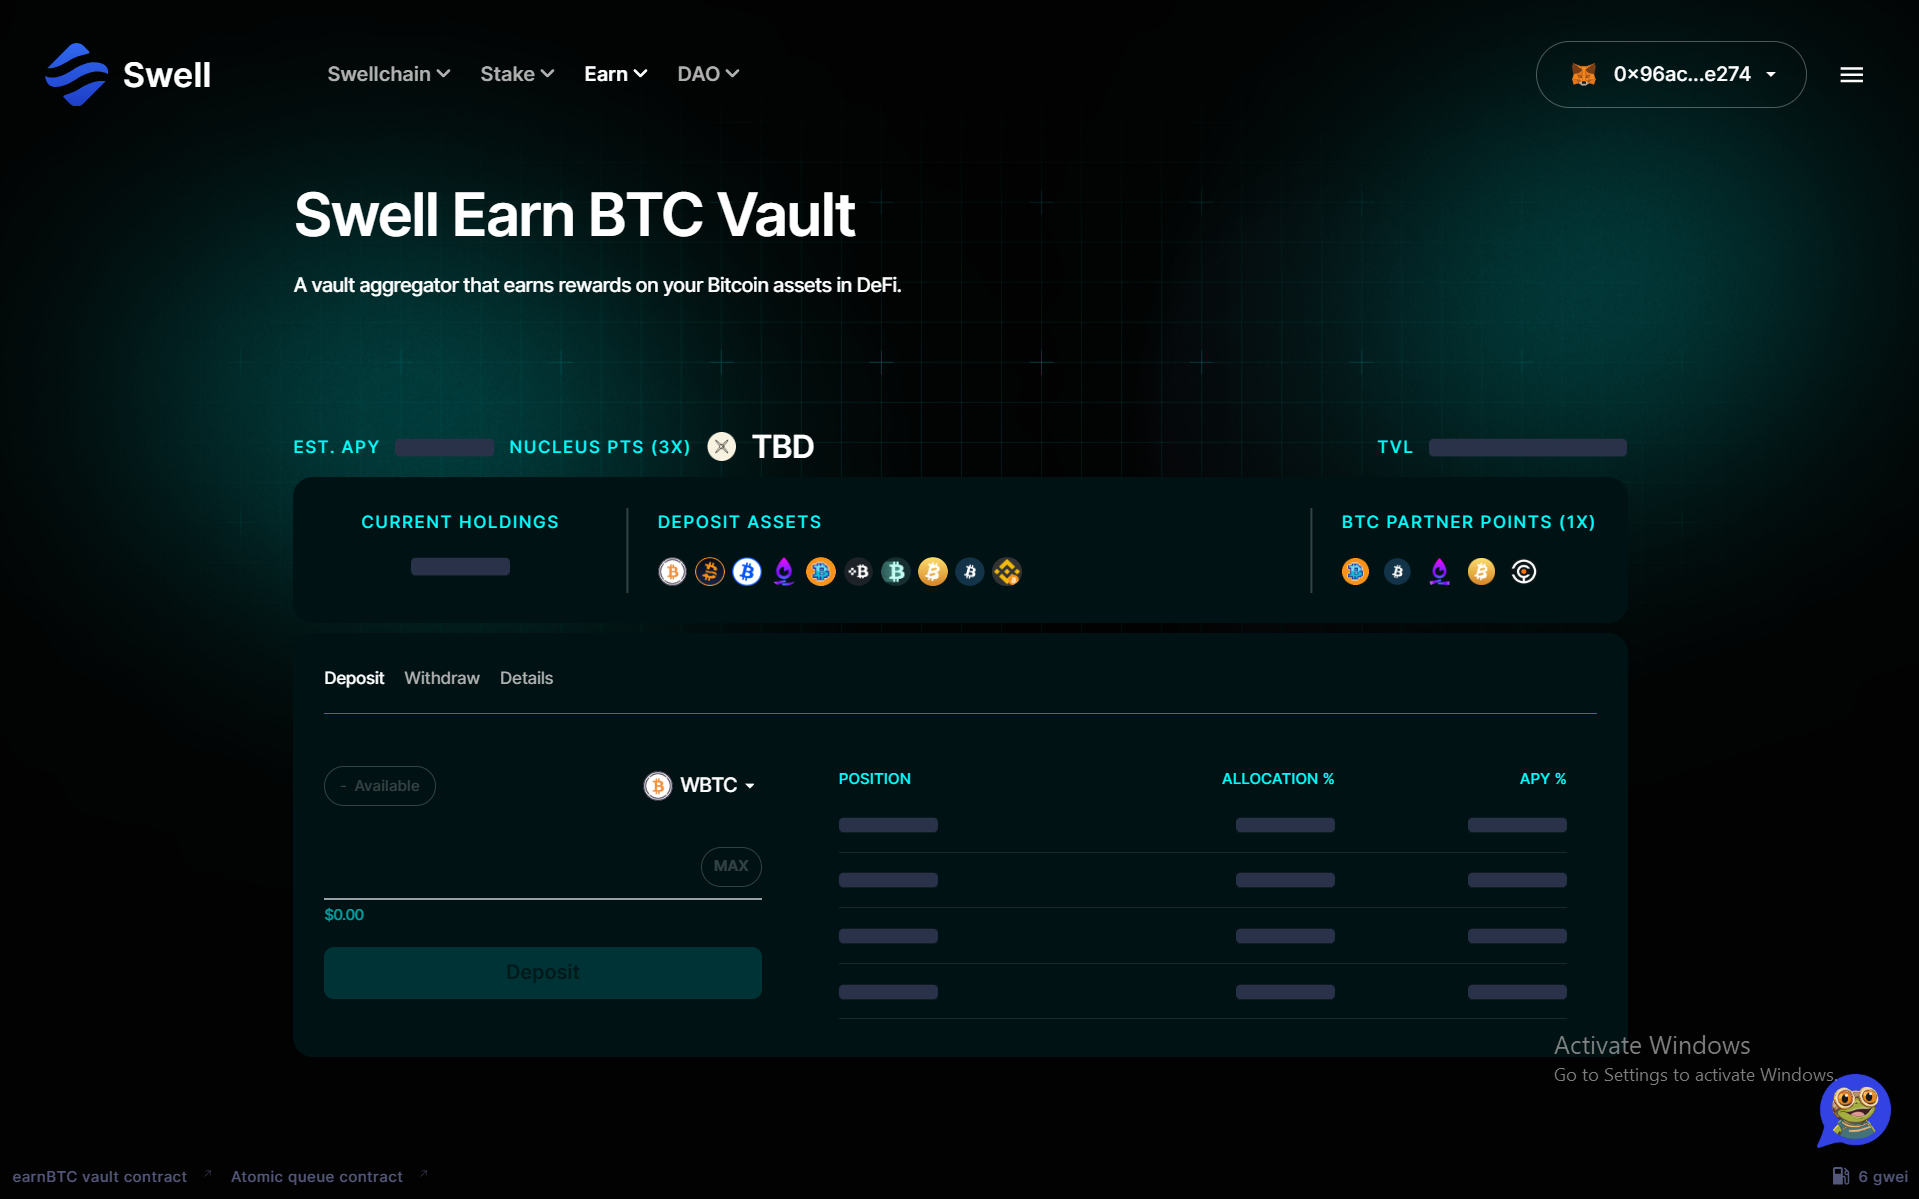 Swell
Swellchain
Stake
Earn
DAO
0×96ac...e274
Swell Earn BTC Vault
A vault aggregator that earns rewards on your Bitcoin assets in DeFi.
EST. APY
NUCLEUS PTS (3X)
TBD
TVL
CURRENT HOLDINGS
DEPOSIT ASSETS
BTC PARTNER POINTS (1X)
Deposit
Withdraw
Details
- Available
WBTC
MAX
$0.00
Deposit
POSITION
ALLOCATION %
APY %
Activate Windows
Go to Settings to activate Windows.
earnBTC vault contract
Atomic queue contract
6 gwei